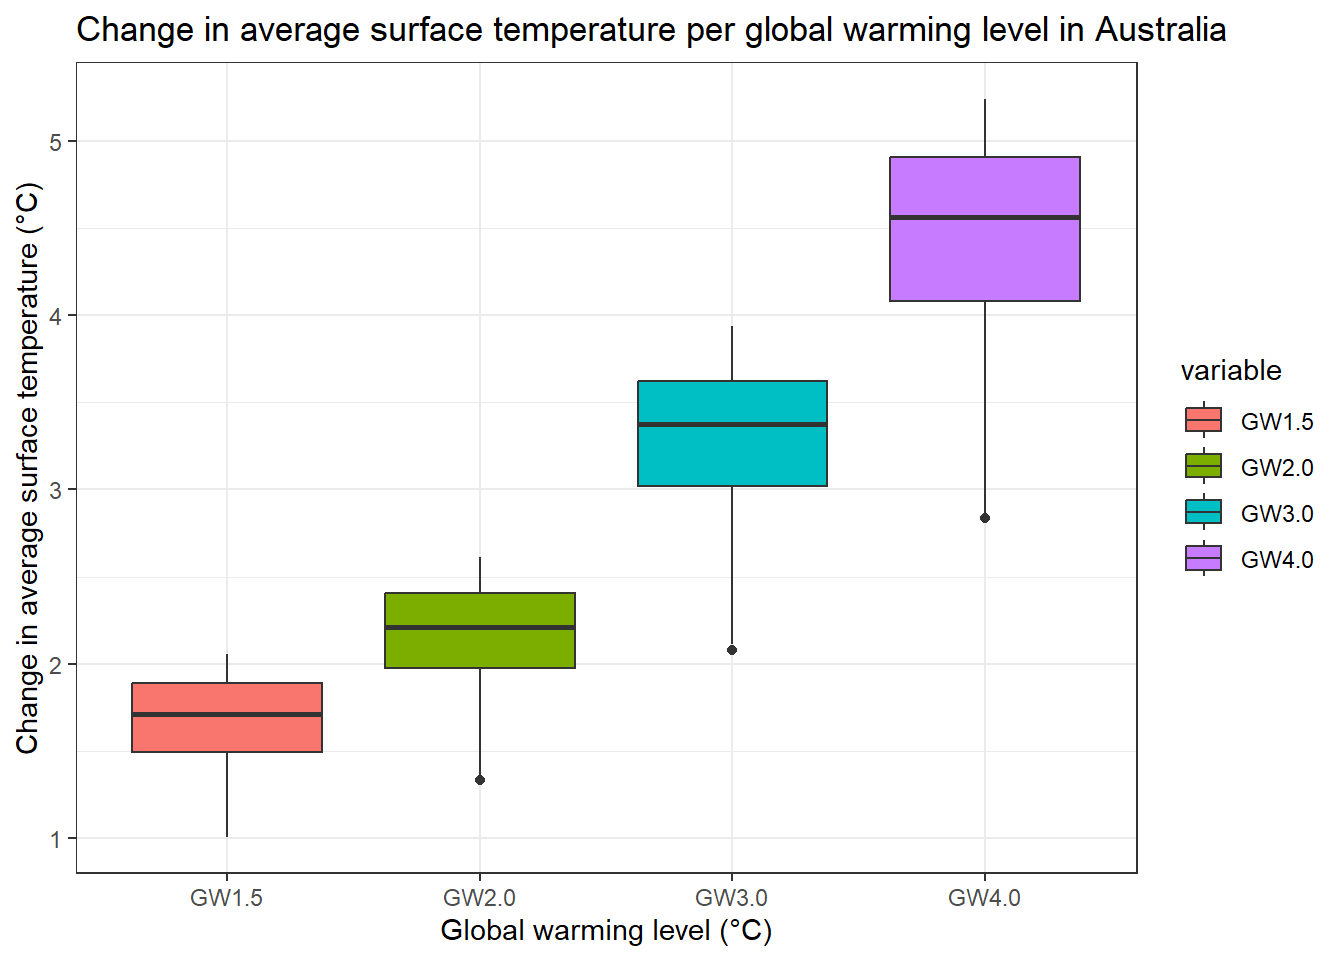 Change in average surface temperature per global warming level in Australia
Change in average surface temperature (°C)
5
4
3
2
1
GW1.5
GW2.0
GW3.0
GW4.0
Global warming level (°C)
variable
GW1.5
GW2.0
GW3.0
GW4.0